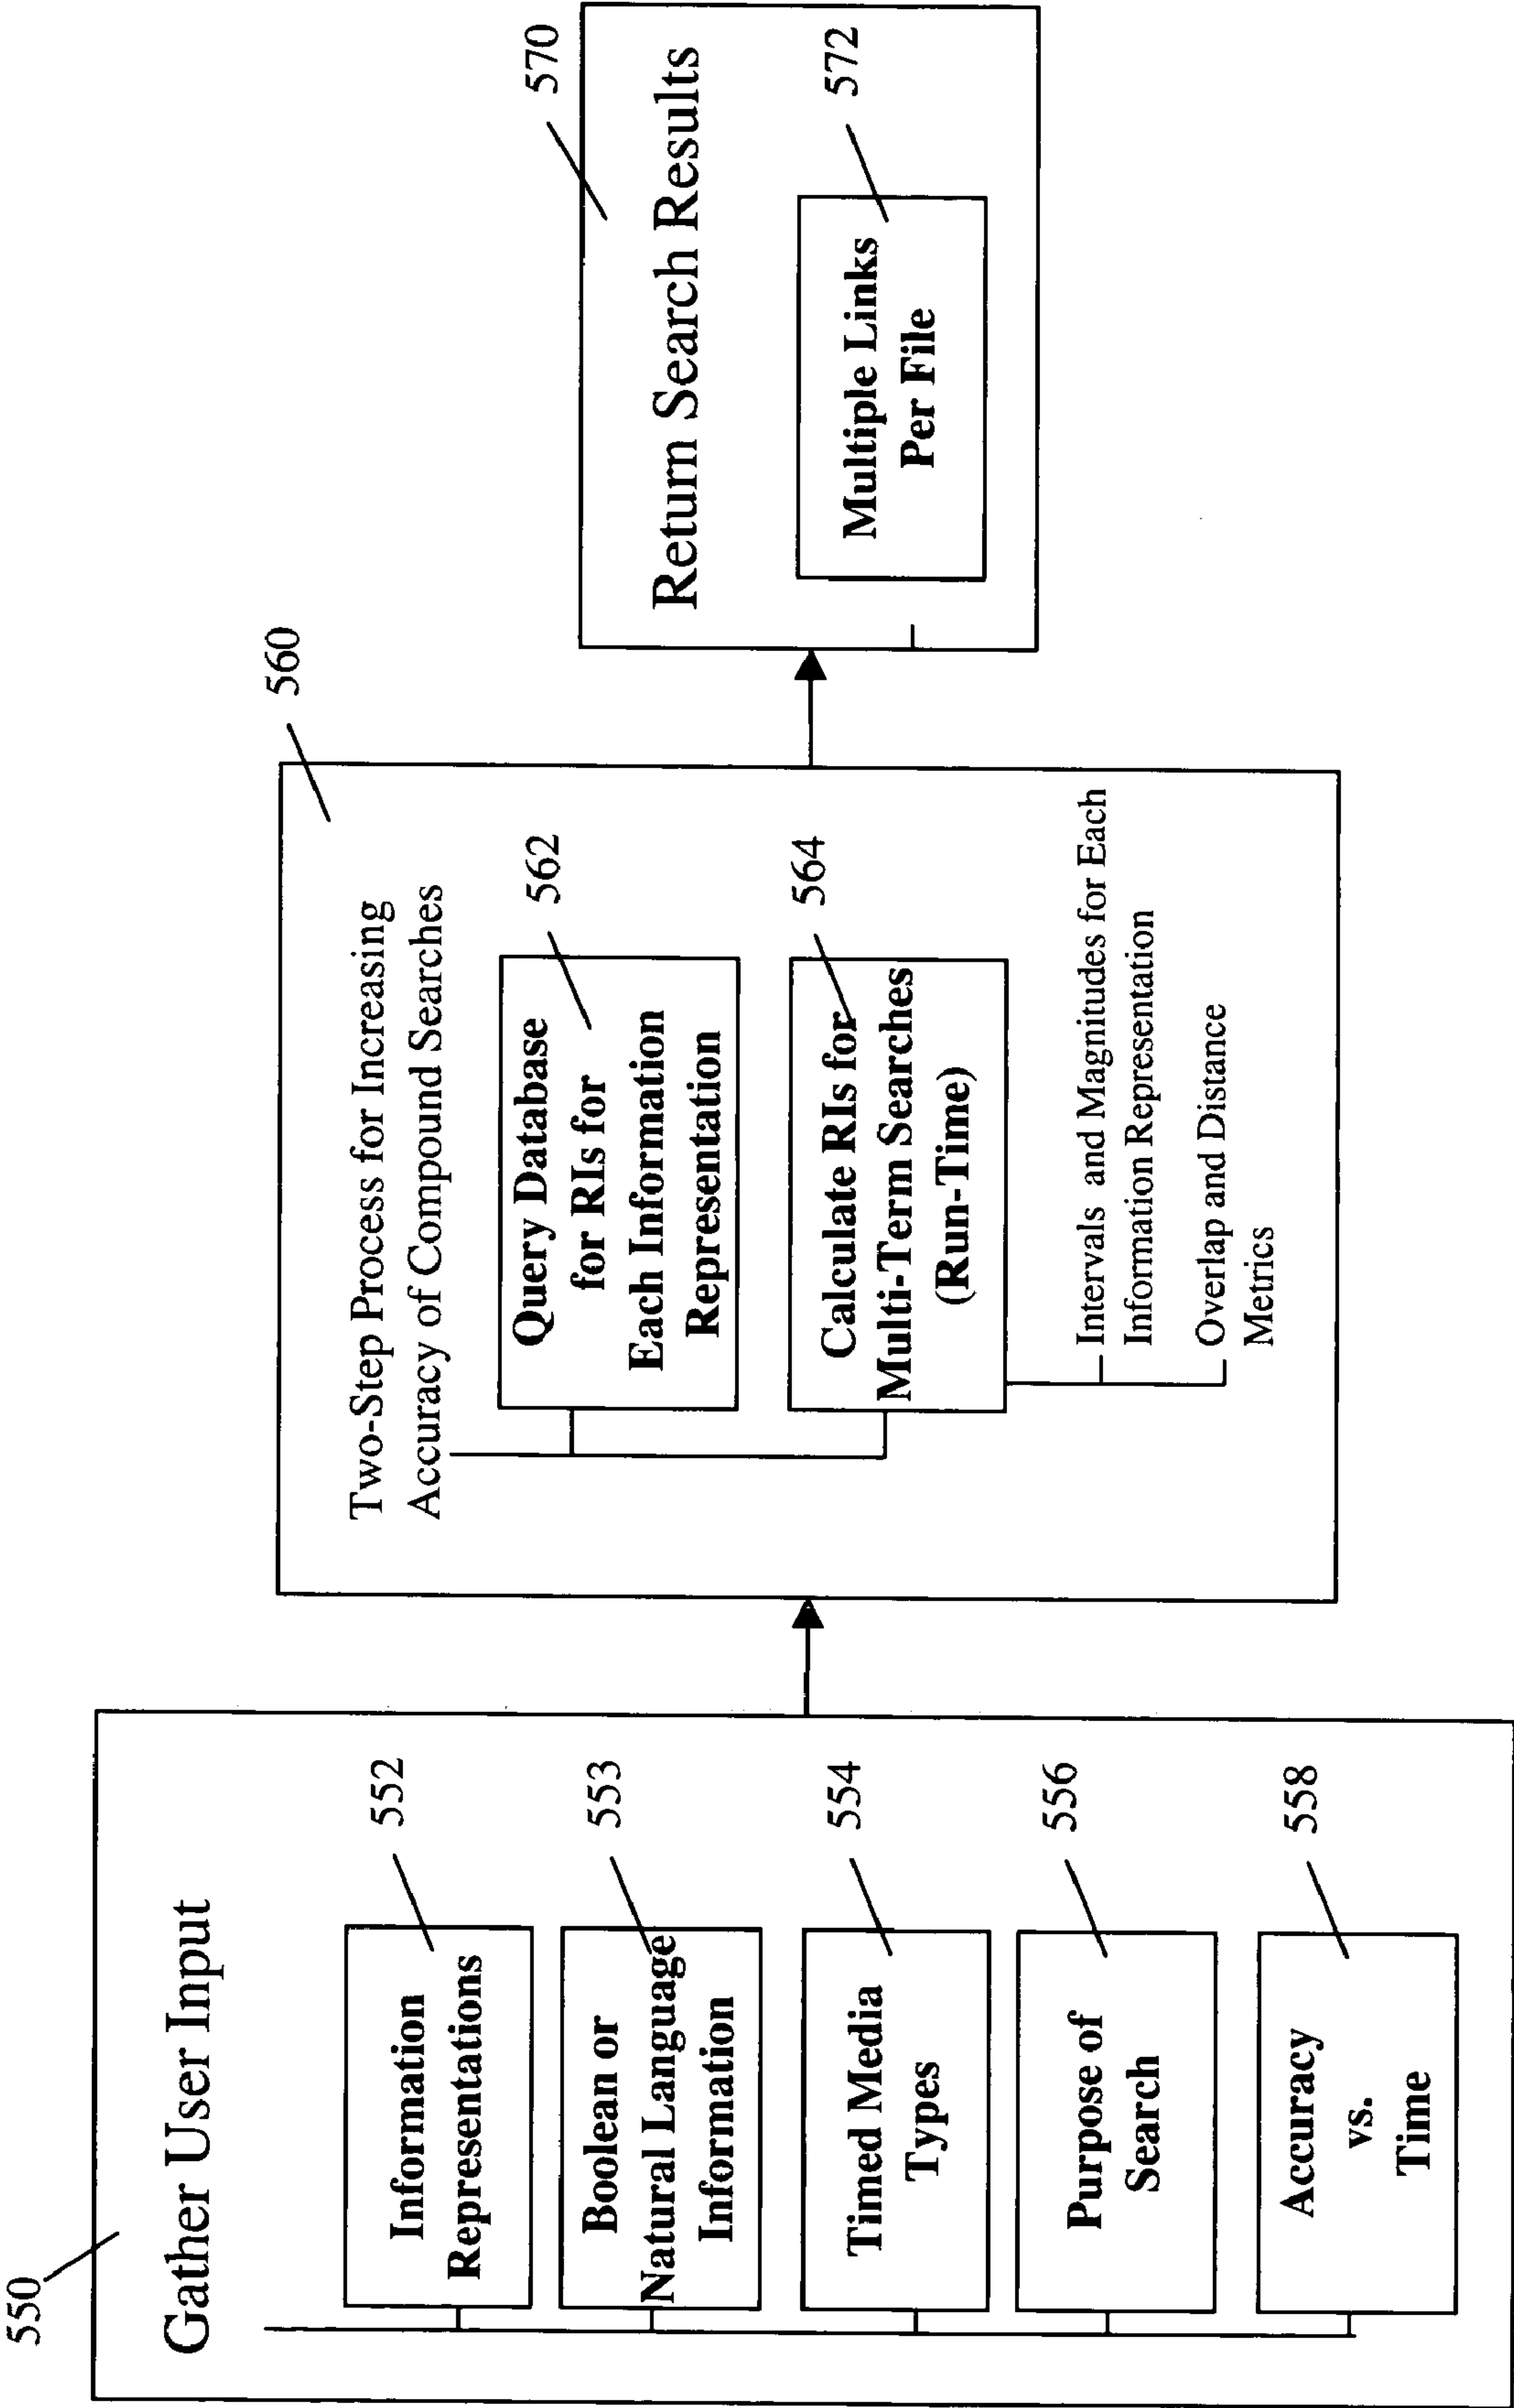 550
Gather User Input
552
Information
Representations
553
Boolean or
Natural Language
Information
554
Timed Media
Types
556
Purpose of
Search
558
Accuracy
vs.
Time
560
Two-Step Process for Increasing
Accuracy of Compound Searches
562
Query Database
for RIs for
Each Information
Representation
564
Calculate RIs for
Multi-Term Searches
(Run-Time)
Intervals and Magnitudes for Each
Information Representation
Overlap and Distance
Metrics
570
Return Search Results
572
Multiple Links
Per File